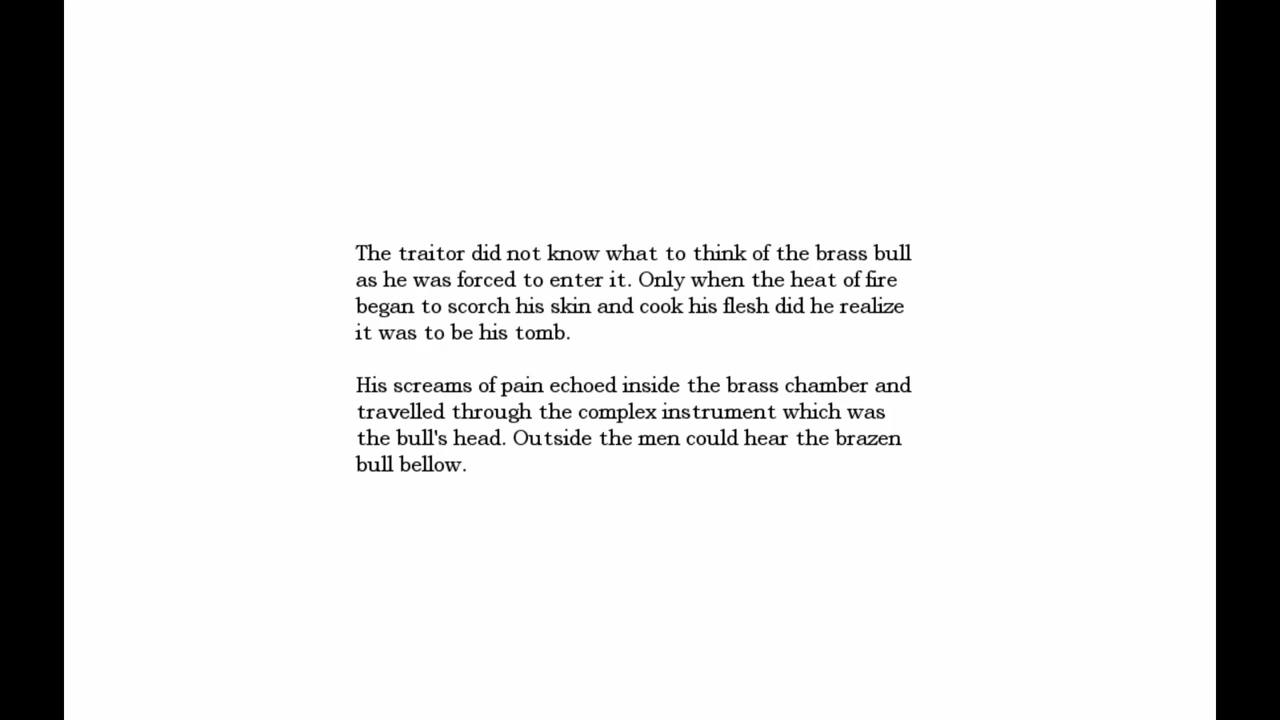 The traitor did not know what to think of the brass bull
as he was forced to enter it. Only when the heat of fire
began to scorch his skin and cook his flesh did he realize
it was to be his tomb.
His screams of pain echoed inside the brass chamber and
travelled through the complex instrument which was
the bull's head. Outside the men could hear the brazen
bull bellow.